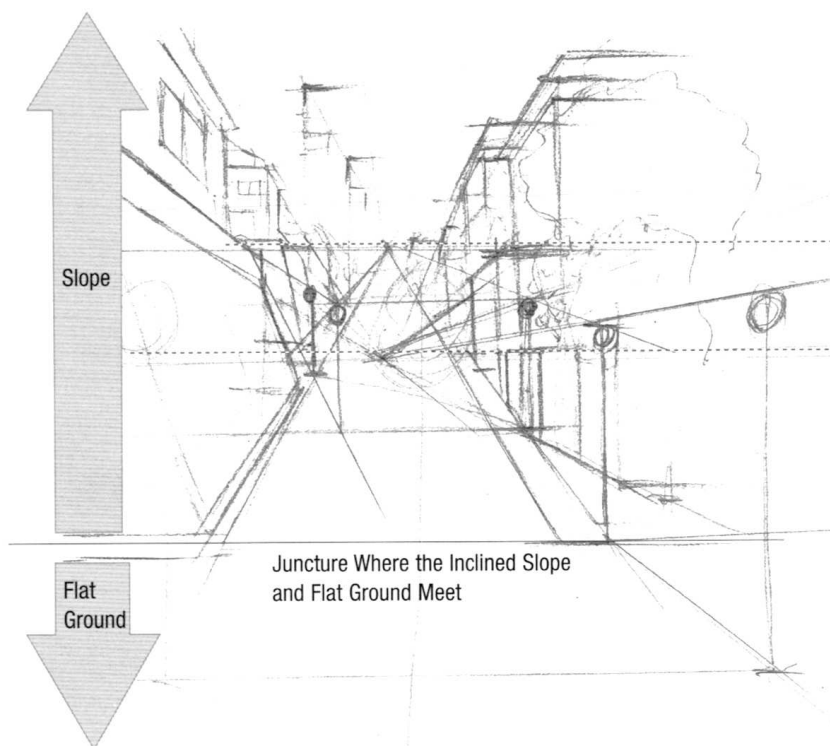 Slope
Juncture Where the Inclined Slope
and Flat Ground Meet
Flat
Ground